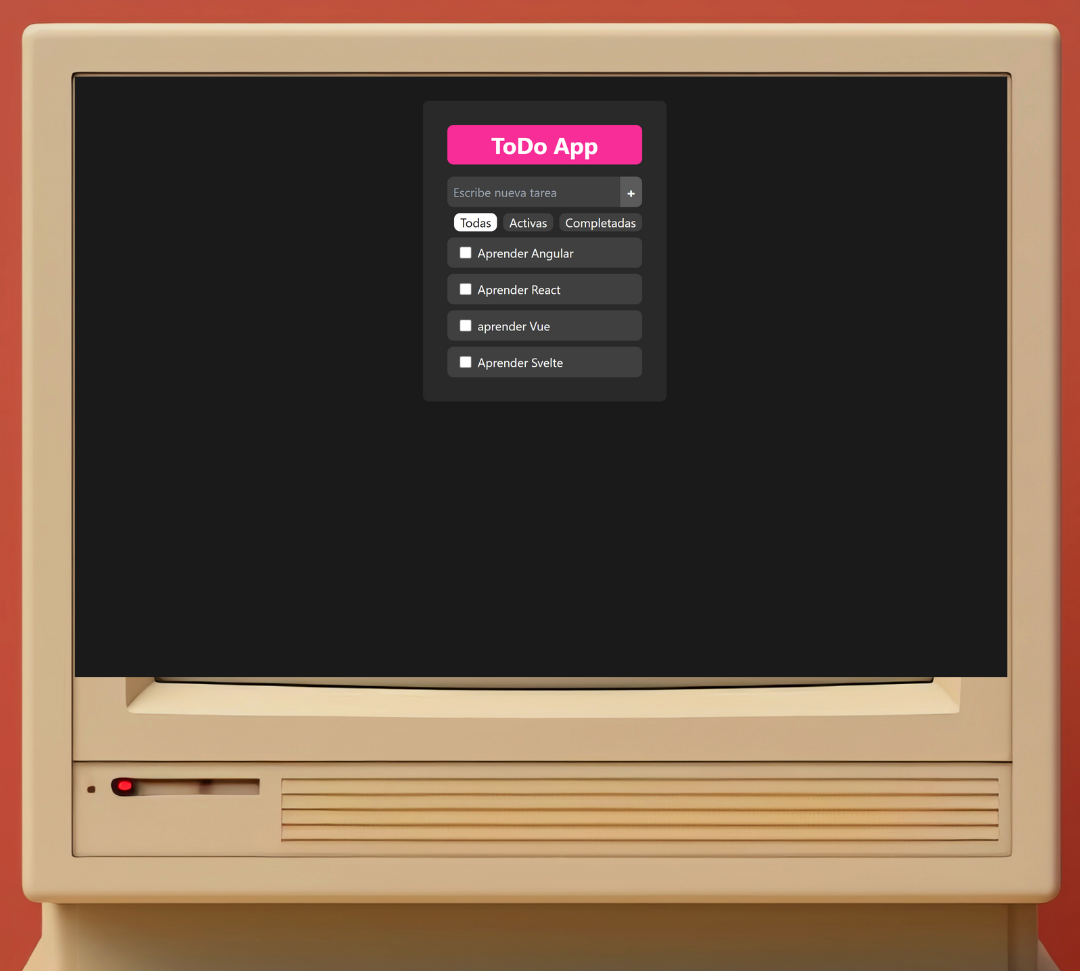 ToDo App
Escribe nueva tarea +
Todas Activas Completadas
Aprender Angular
Aprender React
aprender Vue
Aprender Svelte